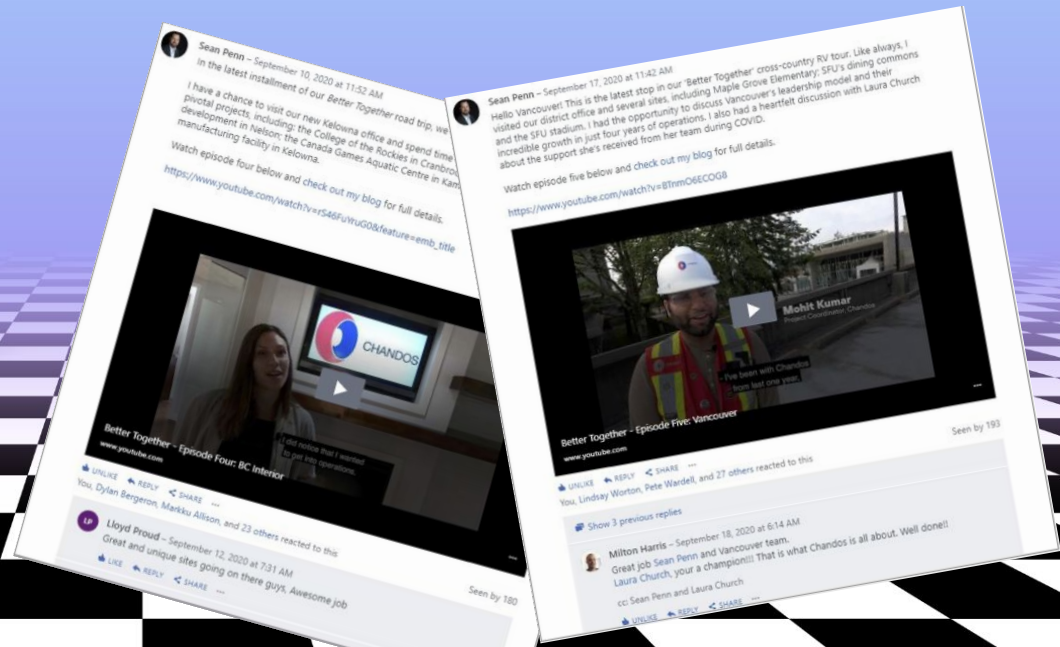 Sean Penn – September 10, 2020 at 11:52 AM
In the latest installment of our Better Together road trip, we
I have a chance to visit our new Kelowna office and spend time
pivotal projects, including: the College of the Rockies in Cranbroo
development in Nelson; the Canada Games Aquatic Centre in Kam
manufacturing facility in Kelowna.
Watch episode four below and check out my blog for full details.
https://www.youtube.com/watch?v=rS46FuYruG0&feature=emb_title
CHANDOS
I did notice that I wanted
to get into operations.
Better Together - Episode Four: BC Interior
www.youtube.com
UNLIKE REPLY SHARE ...
You, Dylan Bergeron, Markku Allison, and 23 others reacted to this
Seen by 180
LP
Lloyd Proud – September 12, 2020 at 7:31 AM
Great and unique sites going on there guys, Awesome job
LIKE REPLY SHARE ...
Sean Penn – September 17, 2020 at 11:42 AM
Hello Vancouver! This is the latest stop in our 'Better Together' cross-country RV tour. Like always, I
visited our district office and several sites, including Maple Grove Elementary; SFU's dining commons
and the SFU stadium. I had the opportunity to discuss Vancouver's leadership model and their
incredible growth in just four years of operations. I also had a heartfelt discussion with Laura Church
about the support she's received from her team during COVID.
Watch episode five below and check out my blog for full details.
https://www.youtube.com/watch?v=BTnmO6ECOG8
Mohit Kumar
Project Coordinator, Chandos
- I've been with Chandos
from last one year,
Better Together - Episode Five: Vancouver
www.youtube.com
Seen by 193
UNLIKE REPLY SHARE ...
You, Lindsay Worton, Pete Wardell, and 27 others reacted to this
Show 3 previous replies
Milton Harris – September 18, 2020 at 6:14 AM
Great job Sean Penn and Vancouver team.
Laura Church, your a champion!!! That is what Chandos is all about. Well done!!
cc: Sean Penn and Laura Church
UNLIKE REPLY SHARE ...